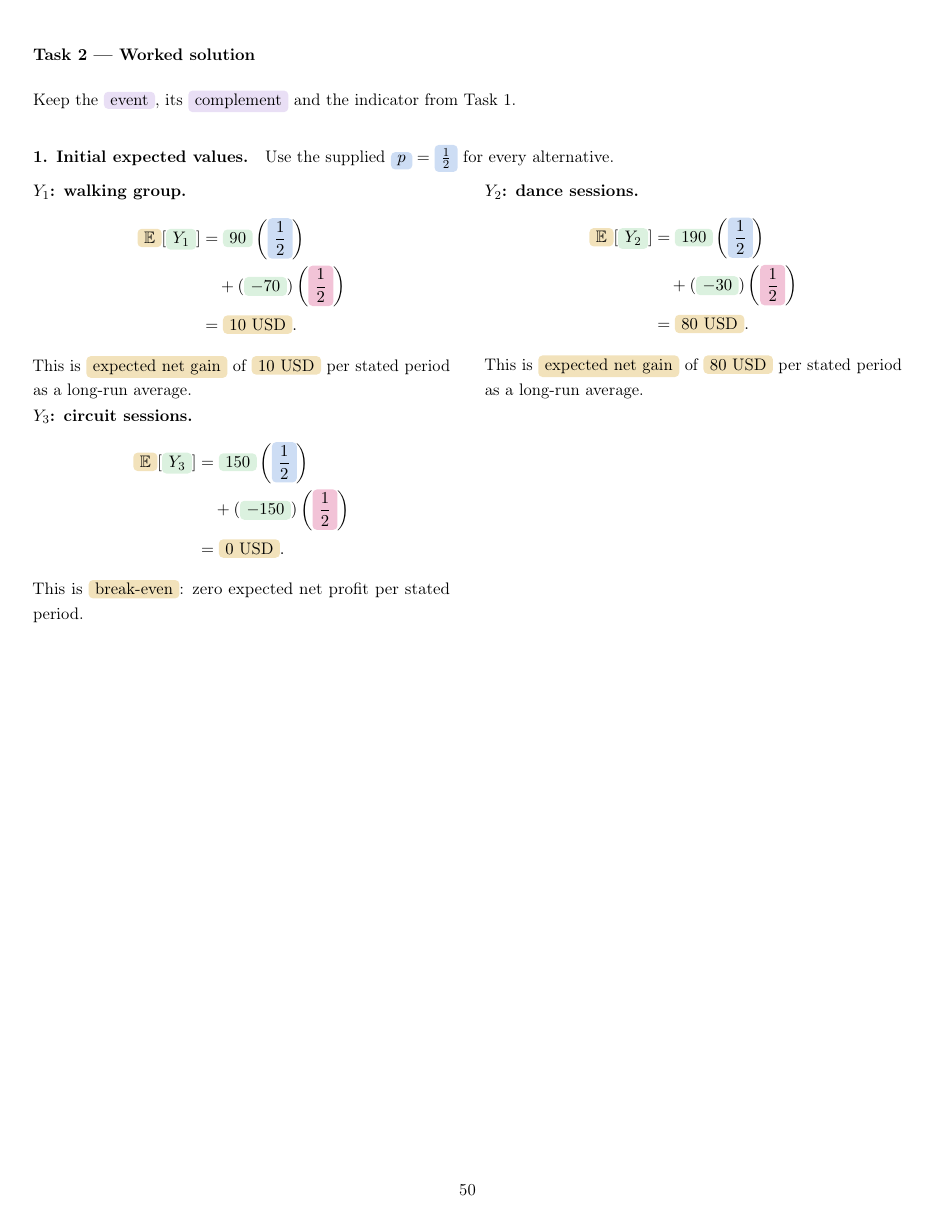 Task 2 — Worked solution
Keep the event, its complement and the indicator from Task 1.
1. Initial expected values. Use the supplied p = 1/2 for every alternative.
Y₁: walking group.
𝔼[Y₁] = 90 (1/2)
+ (−70) (1/2)
= 10 USD.
This is expected net gain of 10 USD per stated period
as a long-run average.
Y₂: dance sessions.
𝔼[Y₂] = 190 (1/2)
+ (−30) (1/2)
= 80 USD.
This is expected net gain of 80 USD per stated period
as a long-run average.
Y₃: circuit sessions.
𝔼[Y₃] = 150 (1/2)
+ (−150) (1/2)
= 0 USD.
This is break-even: zero expected net profit per stated
period.
50